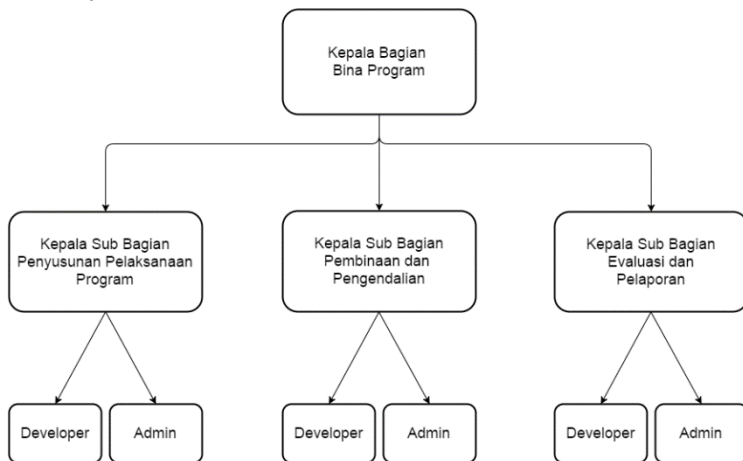 Kepala Bagian
Bina Program
Kepala Sub Bagian
Penyusunan Pelaksanaan
Program
Kepala Sub Bagian
Pembinaan dan
Pengendalian
Kepala Sub Bagian
Evaluasi dan
Pelaporan
Developer
Admin
Developer
Admin
Developer
Admin